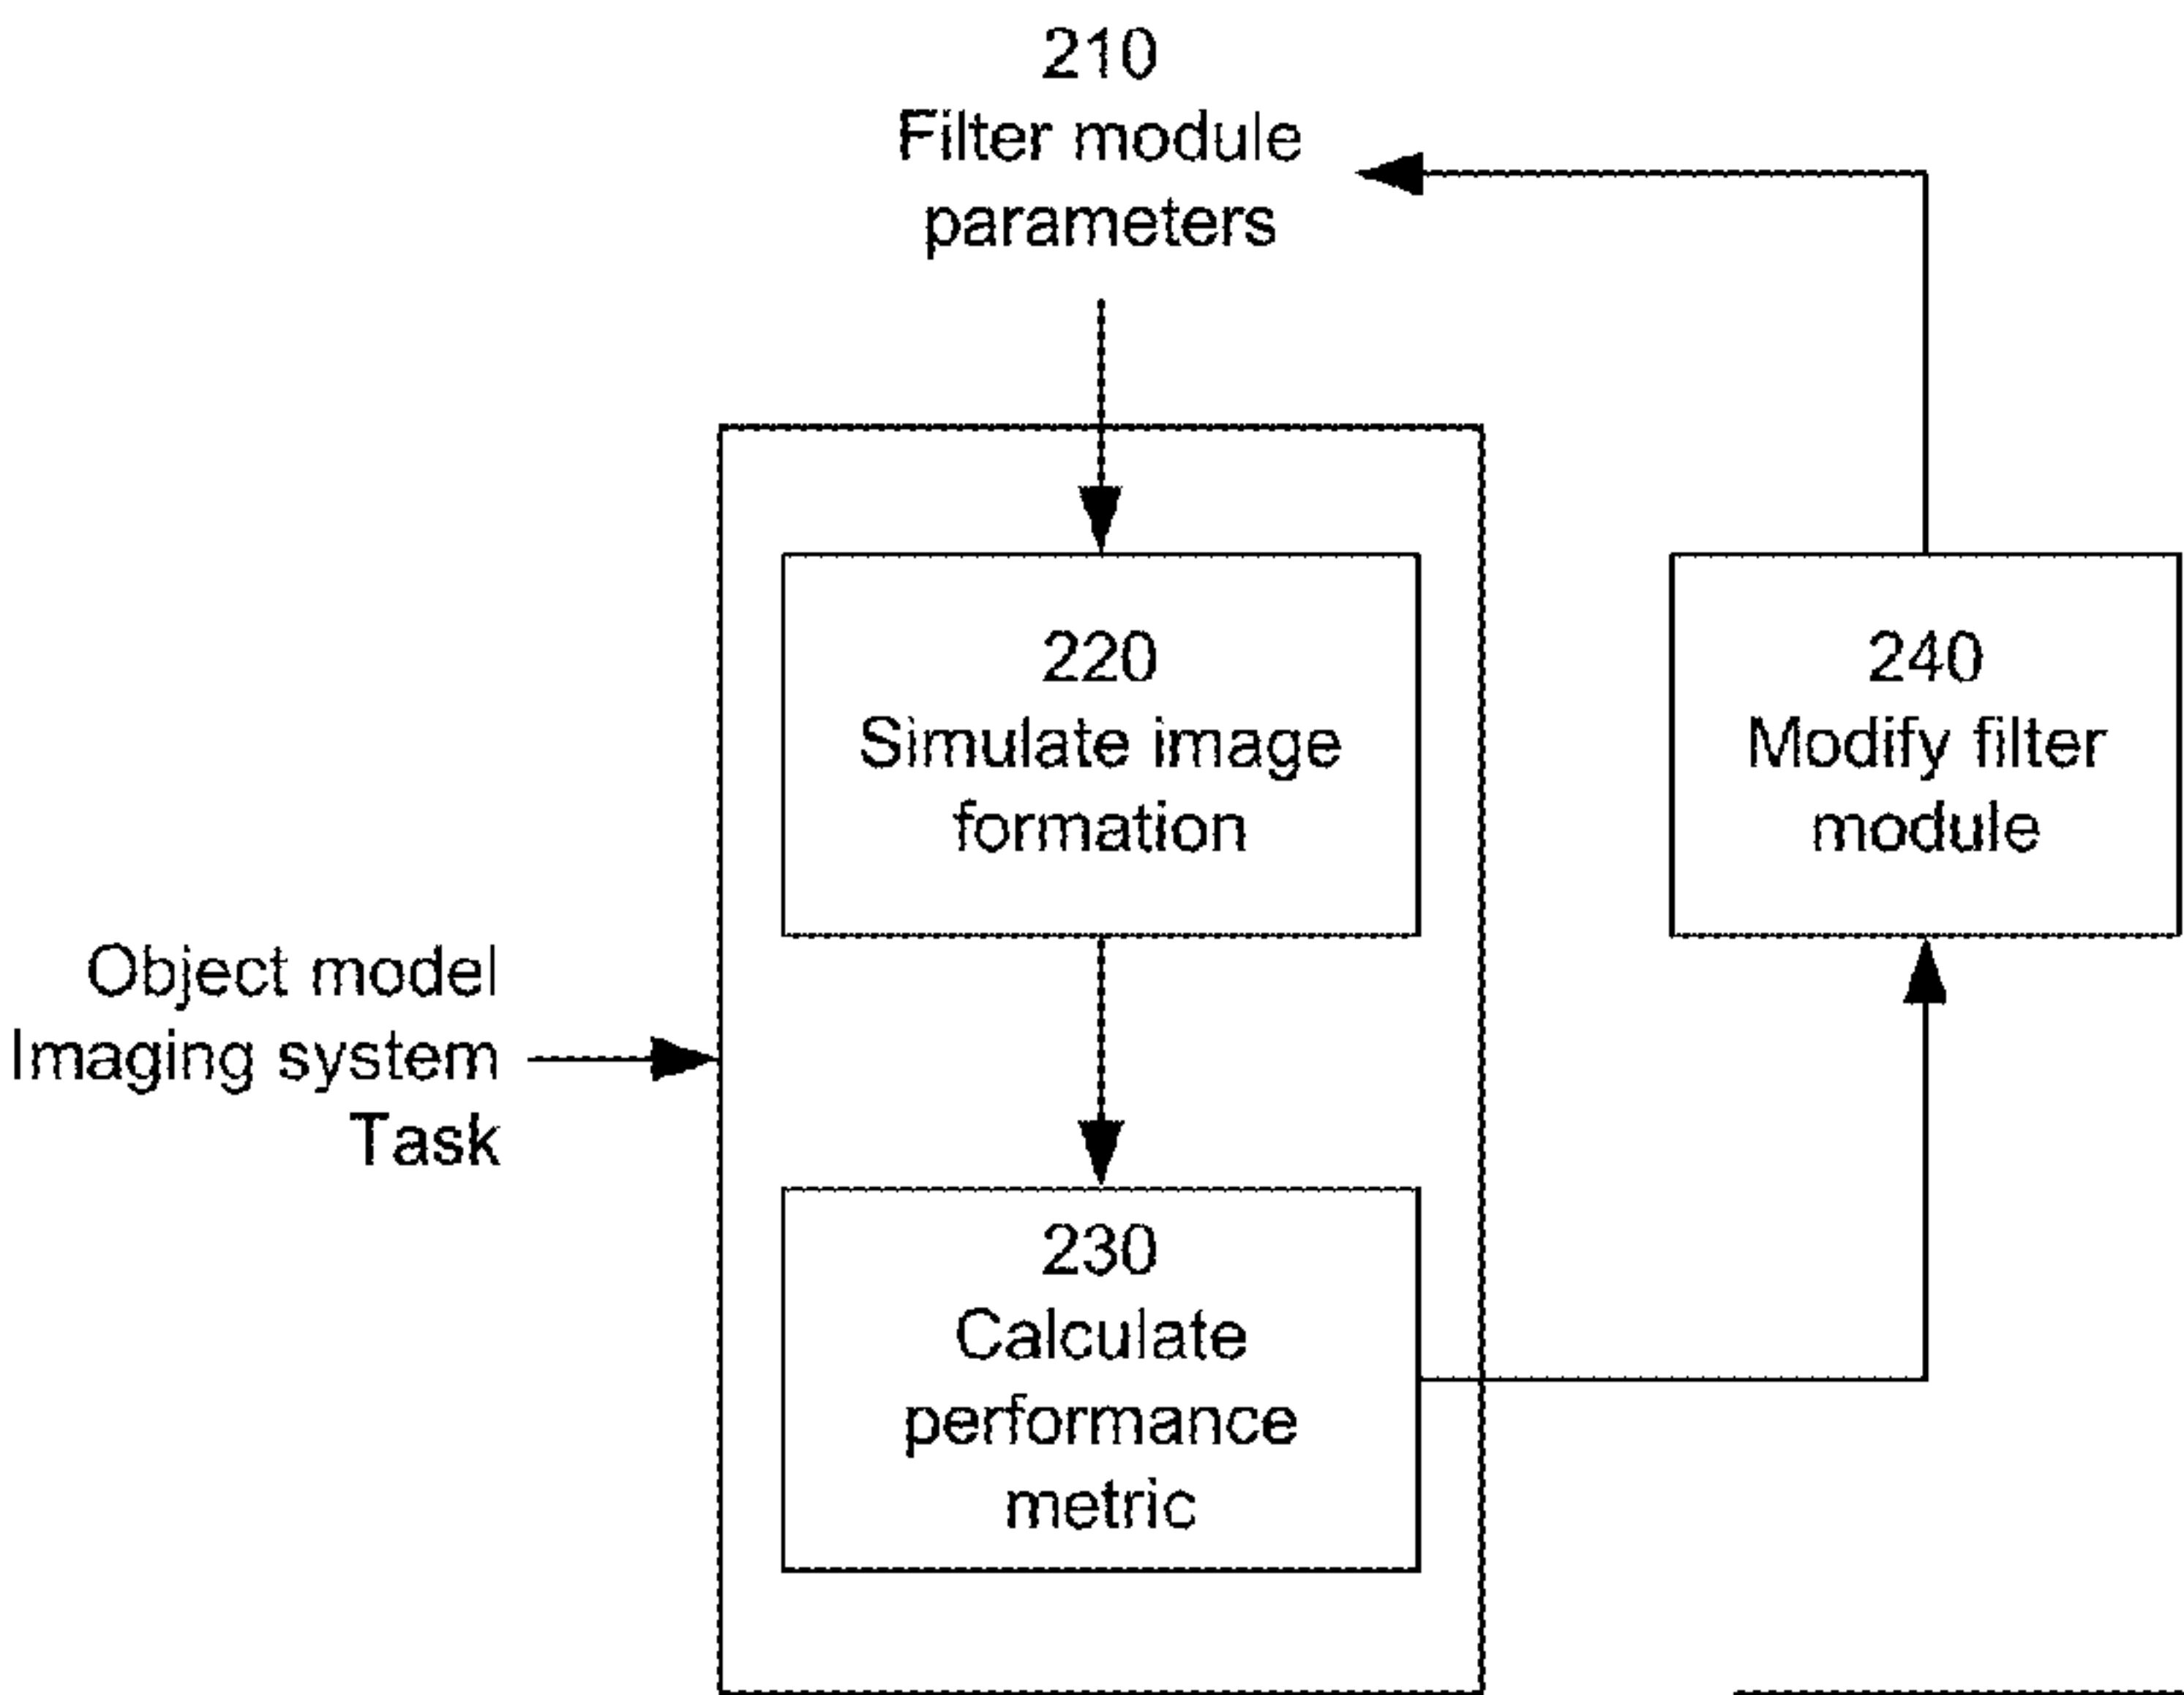 210
Filter module
parameters
220
Simulate image
formation
240
Modify filter
module
Object model
Imaging system
Task
230
Calculate
performance
metric